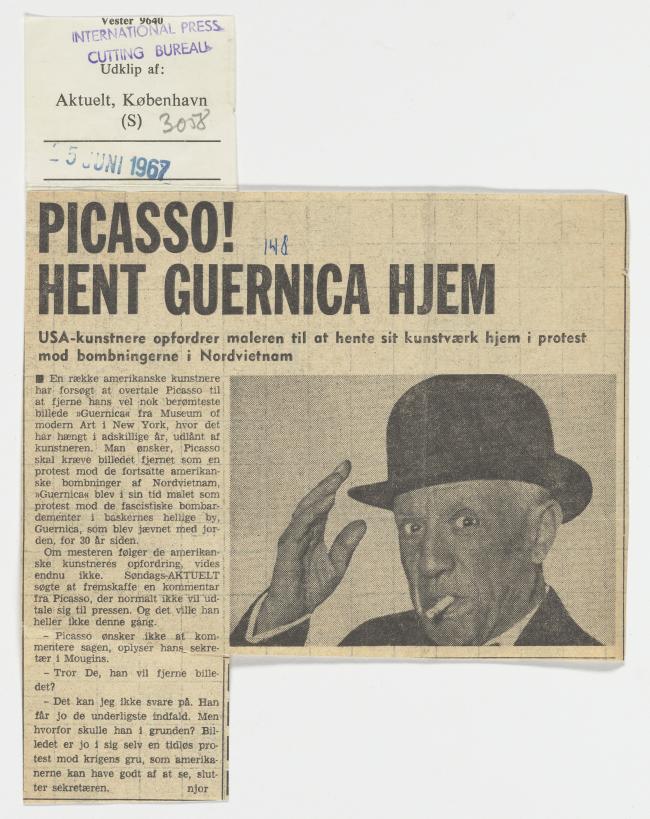 Vester 9640
INTERNATIONAL PRESS
CUTTING BUREAU
Udklip af:
Aktuelt, København
(S) 3058
25 JUNI 1967
PICASSO!
148
HENT GUERNICA HJEM
USA-kunstnere opfordrer maleren til at hente sit kunstværk hjem i protest
mod bombningerne i Nordvietnam
■ En række amerikanske kunstnere
har forsøgt at overtale Picasso til
at fjerne hans vel nok berømteste
billede »Guernica« fra Museum of
modern Art i New York, hvor det
har hængt i adskillige år, udlånt af
kunstneren. Man ønsker, Picasso
skal kræve billedet fjernet som en
protest mod de fortsatte amerikan-
ske bombninger af Nordvietnam,
»Guernica« blev i sin tid malet som
protest mod de fascistiske bombar-
dementer i baskernes hellige by,
Guernica, som blev jævnet med jor-
den, for 30 år siden.
Om mesteren følger de amerikan-
ske kunstneres opfordring, vides
endnu ikke. Søndags-AKTUELT
søgte at fremskaffe en kommentar
fra Picasso, der normalt ikke vil ud-
tale sig til pressen. Og det ville han
heller ikke denne gang.
– Picasso ønsker ikke at kom-
mentere sagen, oplyser hans sekre-
tær i Mougins.
– Tror De, han vil fjerne bille-
det?
– Det kan jeg ikke svare på. Han
får jo de underligste indfald. Men
hvorfor skulle han i grunden? Bil-
ledet er jo i sig selv en tidløs pro-
test mod krigens gru, som amerika-
nerne kan have godt af at se, slut-
ter sekretæren. njor